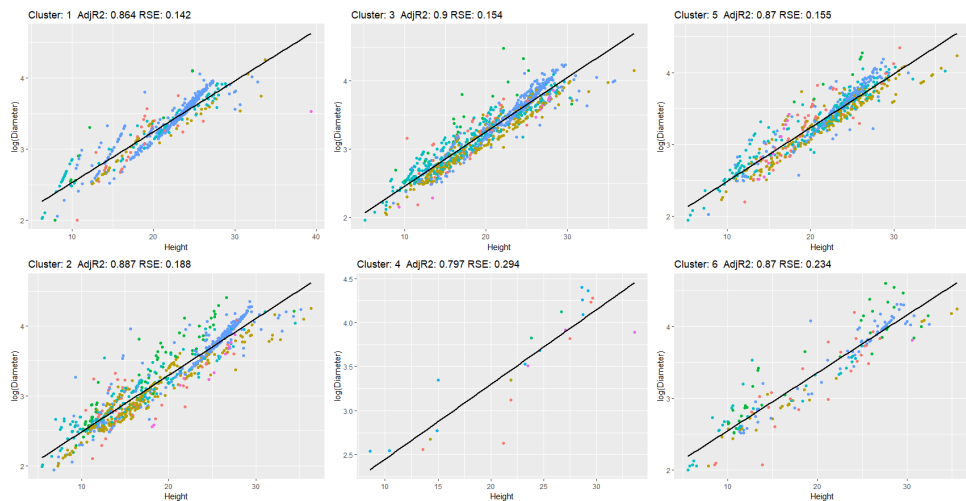 Cluster: 1 AdjR2: 0.864 RSE: 0.142
log(Diameter)
4
3
2
10 20 30 40
Height
Cluster: 3 AdjR2: 0.9 RSE: 0.154
log(Diameter)
4
3
2
10 20 30
Height
Cluster: 5 AdjR2: 0.87 RSE: 0.155
log(Diameter)
4
3
2
10 20 30
Height
Cluster: 2 AdjR2: 0.887 RSE: 0.188
log(Diameter)
4
3
2
10 20 30
Height
Cluster: 4 AdjR2: 0.797 RSE: 0.294
log(Diameter)
4.5
4.0
3.5
3.0
2.5
10 15 20 25 30
Height
Cluster: 6 AdjR2: 0.87 RSE: 0.234
log(Diameter)
4
3
2
10 20 30
Height